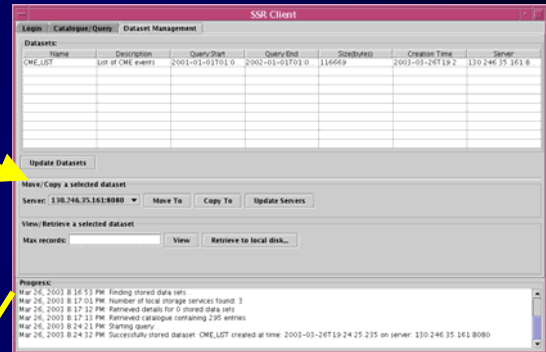 SSR Client
Login Catalogue/Query Dataset Management
Datasets:
Name Description Query Start Query End Size(bytes) Creation Time Server
CME_LIST List of CME events 2001-01-01T01:0 2002-01-01T01:0 116669 2003-03-26T19:2 130.246.35.161:8
Update Datasets
Move/Copy a selected dataset
Server: 130.246.35.161:8080 Move To Copy To Update Servers
View/Retrieve a selected dataset
Max records: View Retrieve to local disk...
Progress:
Mar 26, 2003 8:16:53 PM: Finding stored data sets.
Mar 26, 2003 8:17:01 PM: Number of local storage services found: 3
Mar 26, 2003 8:17:12 PM: Retrieved details for 0 stored data sets
Mar 26, 2003 8:17:13 PM: Retrieved catalogue containing 295 entries
Mar 26, 2003 8:24:21 PM: Starting query.
Mar 26, 2003 8:24:32 PM: Successfully stored dataset: CME_LIST created at time: 2003-03-26T19:24:25.235 on server: 130.246.35.161:8080